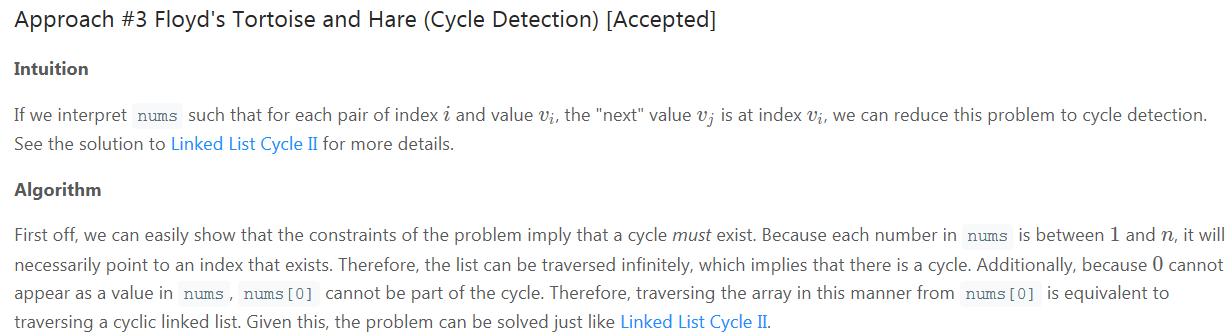 Approach #3 Floyd's Tortoise and Hare (Cycle Detection) [Accepted]
Intuition
If we interpret nums such that for each pair of index i and value vᵢ, the "next" value vⱼ is at index vᵢ, we can reduce this problem to cycle detection.
See the solution to Linked List Cycle II for more details.
Algorithm
First off, we can easily show that the constraints of the problem imply that a cycle must exist. Because each number in nums is between 1 and n, it will
necessarily point to an index that exists. Therefore, the list can be traversed infinitely, which implies that there is a cycle. Additionally, because 0 cannot
appear as a value in nums, nums[0] cannot be part of the cycle. Therefore, traversing the array in this manner from nums[0] is equivalent to
traversing a cyclic linked list. Given this, the problem can be solved just like Linked List Cycle II.